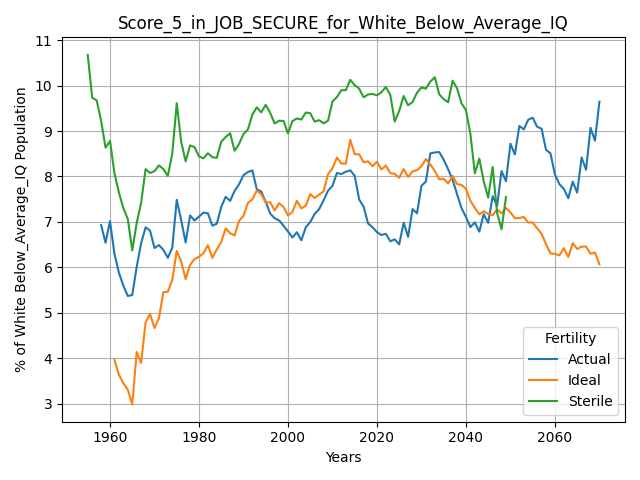 Score_5_in_JOB_SECURE_for_White_Below_Average_IQ
% of White Below_Average_IQ Population
11
10
9
8
7
6
5
4
3
1960
1980
2000
2020
2040
2060
Years
Fertility
Actual
Ideal
Sterile